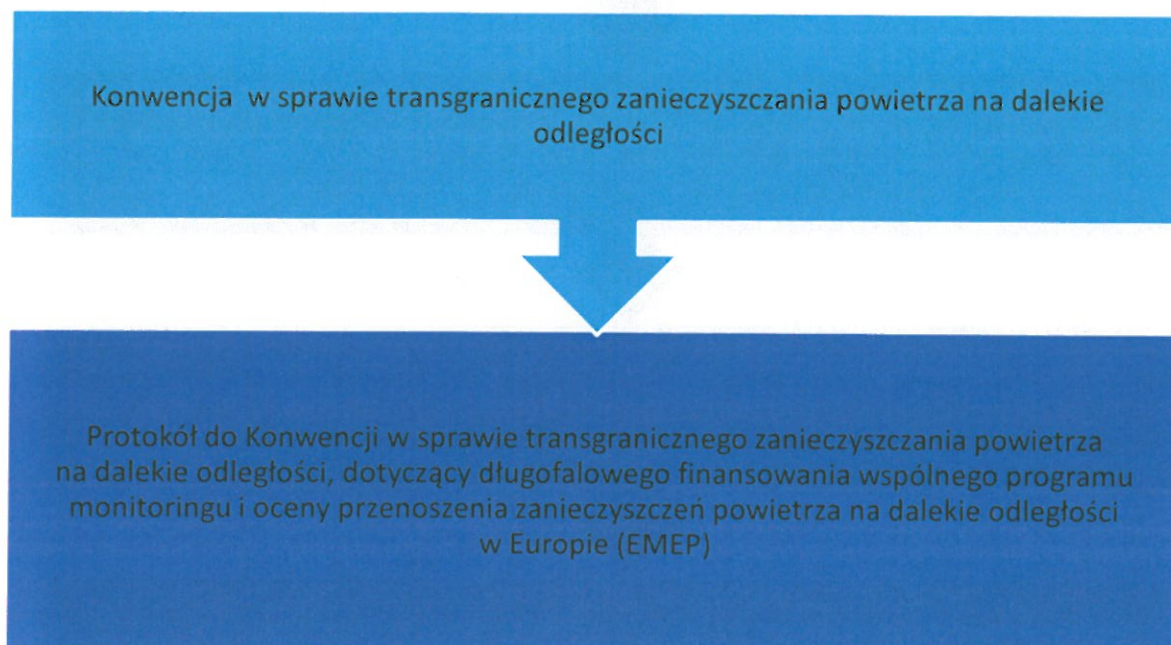 Konwencja w sprawie transgranicznego zanieczyszczania powietrza na dalekie
odległości
Protokół do Konwencji w sprawie transgranicznego zanieczyszczania powietrza
na dalekie odległości, dotyczący długofalowego finansowania wspólnego programu
monitoringu i oceny przenoszenia zanieczyszczeń powietrza na dalekie odległości
w Europie (EMEP)